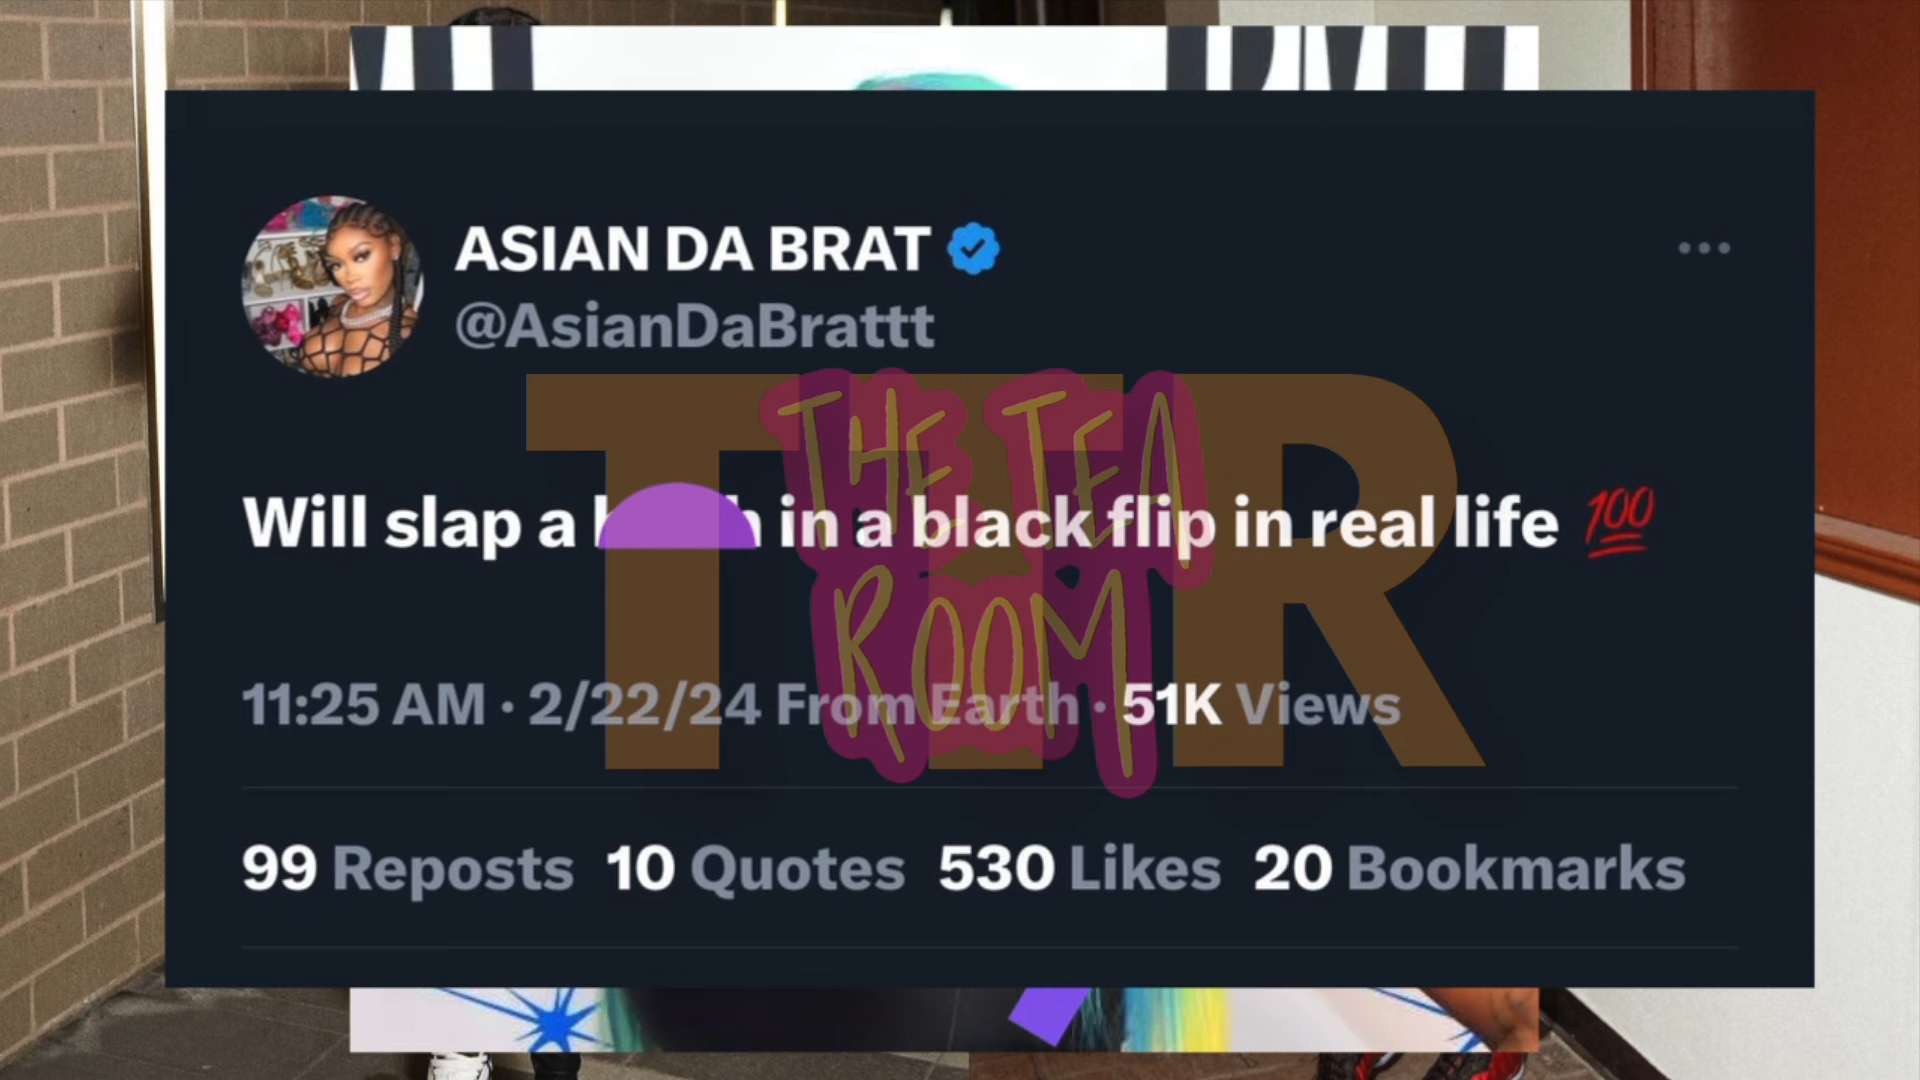 ASIAN DA BRAT
@AsianDaBrattt
THE TEA
ROOM
TTR
Will slap a in a black flip in real life 💯
11:25 AM · 2/22/24 From Earth · 51K Views
99 Reposts 10 Quotes 530 Likes 20 Bookmarks